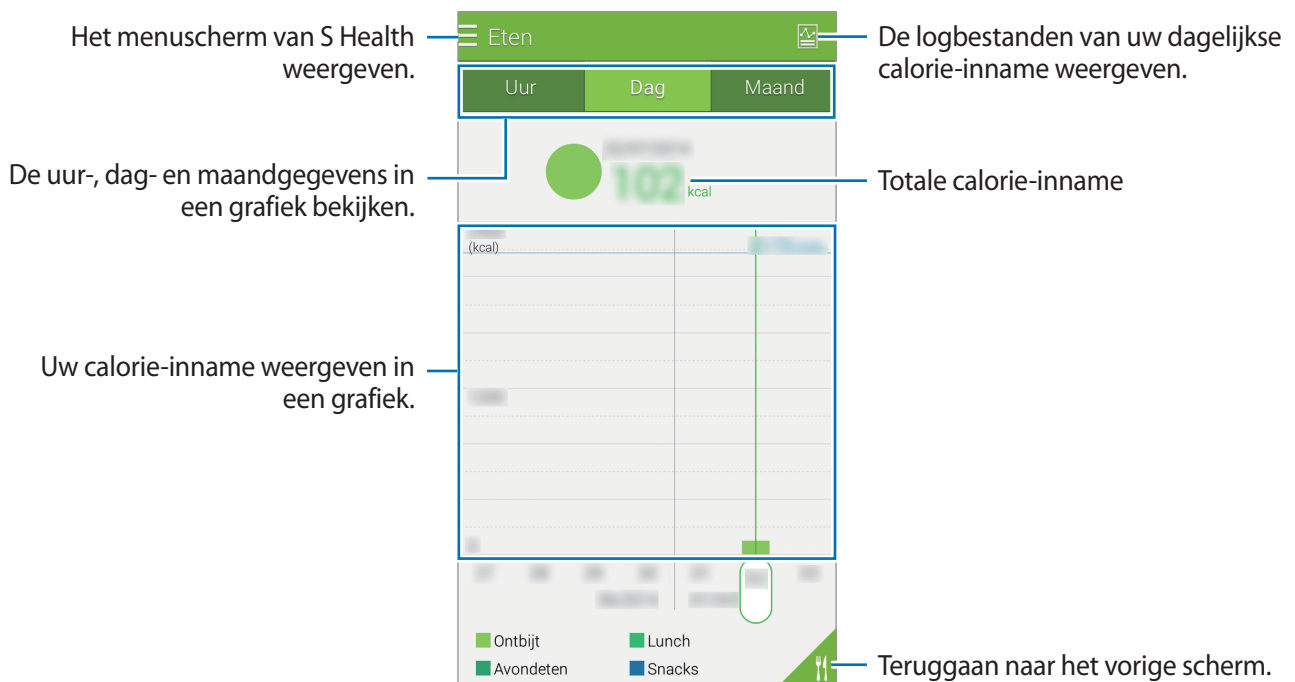 Het menuscherm van S Health
weergeven.
Eten
De logbestanden van uw dagelijkse
calorie-inname weergeven.
Uur Dag Maand
De uur-, dag- en maandgegevens in
een grafiek bekijken.
102 kcal
Totale calorie-inname
(kcal)
Uw calorie-inname weergeven in
een grafiek.
Ontbijt Lunch
Avondeten Snacks
Teruggaan naar het vorige scherm.